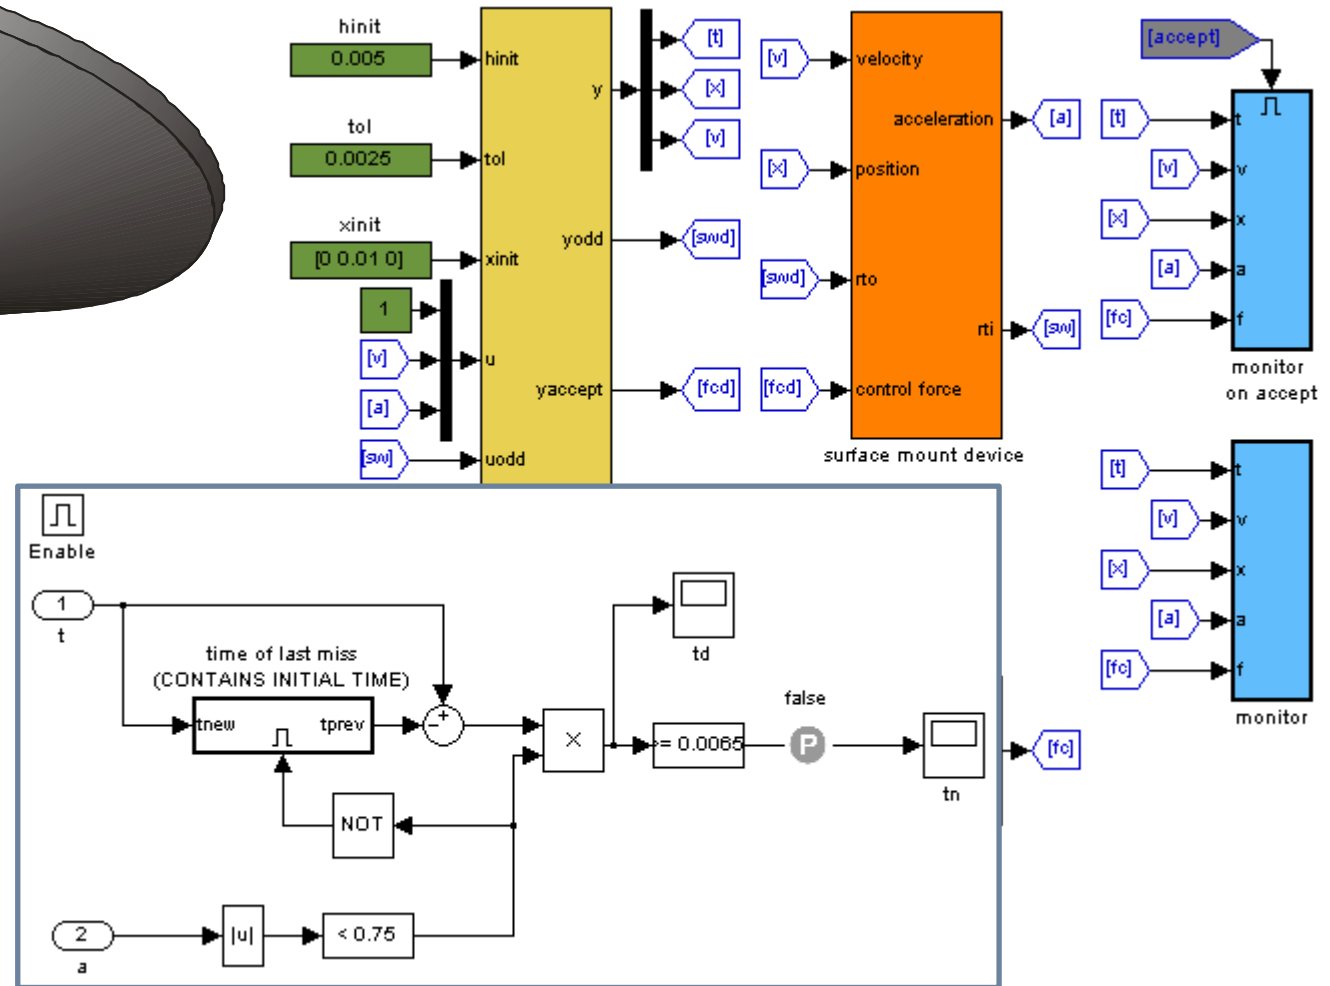 hinit
0.005
hinit
tol
0.0025
tol
xinit
[0 0.01 0]
xinit
1
[v]
[a]
u
[sw]
uodd
y
[t]
[x]
[v]
yodd
[swd]
yaccept
[fcd]
[v]
velocity
acceleration
[a]
[x]
position
[swd]
rto
rti
[sw]
[fcd]
control force
surface mount device
[accept]
[t]
t
[v]
v
[x]
x
[a]
a
[fc]
f
monitor
on accept
[t]
t
[v]
v
[x]
x
[a]
a
[fc]
f
monitor
[fc]
Enable
1
t
time of last miss
(CONTAINS INITIAL TIME)
tnew
tprev
- +
×
td
>= 0.0065
false
P
tn
NOT
2
a
|u|
< 0.75